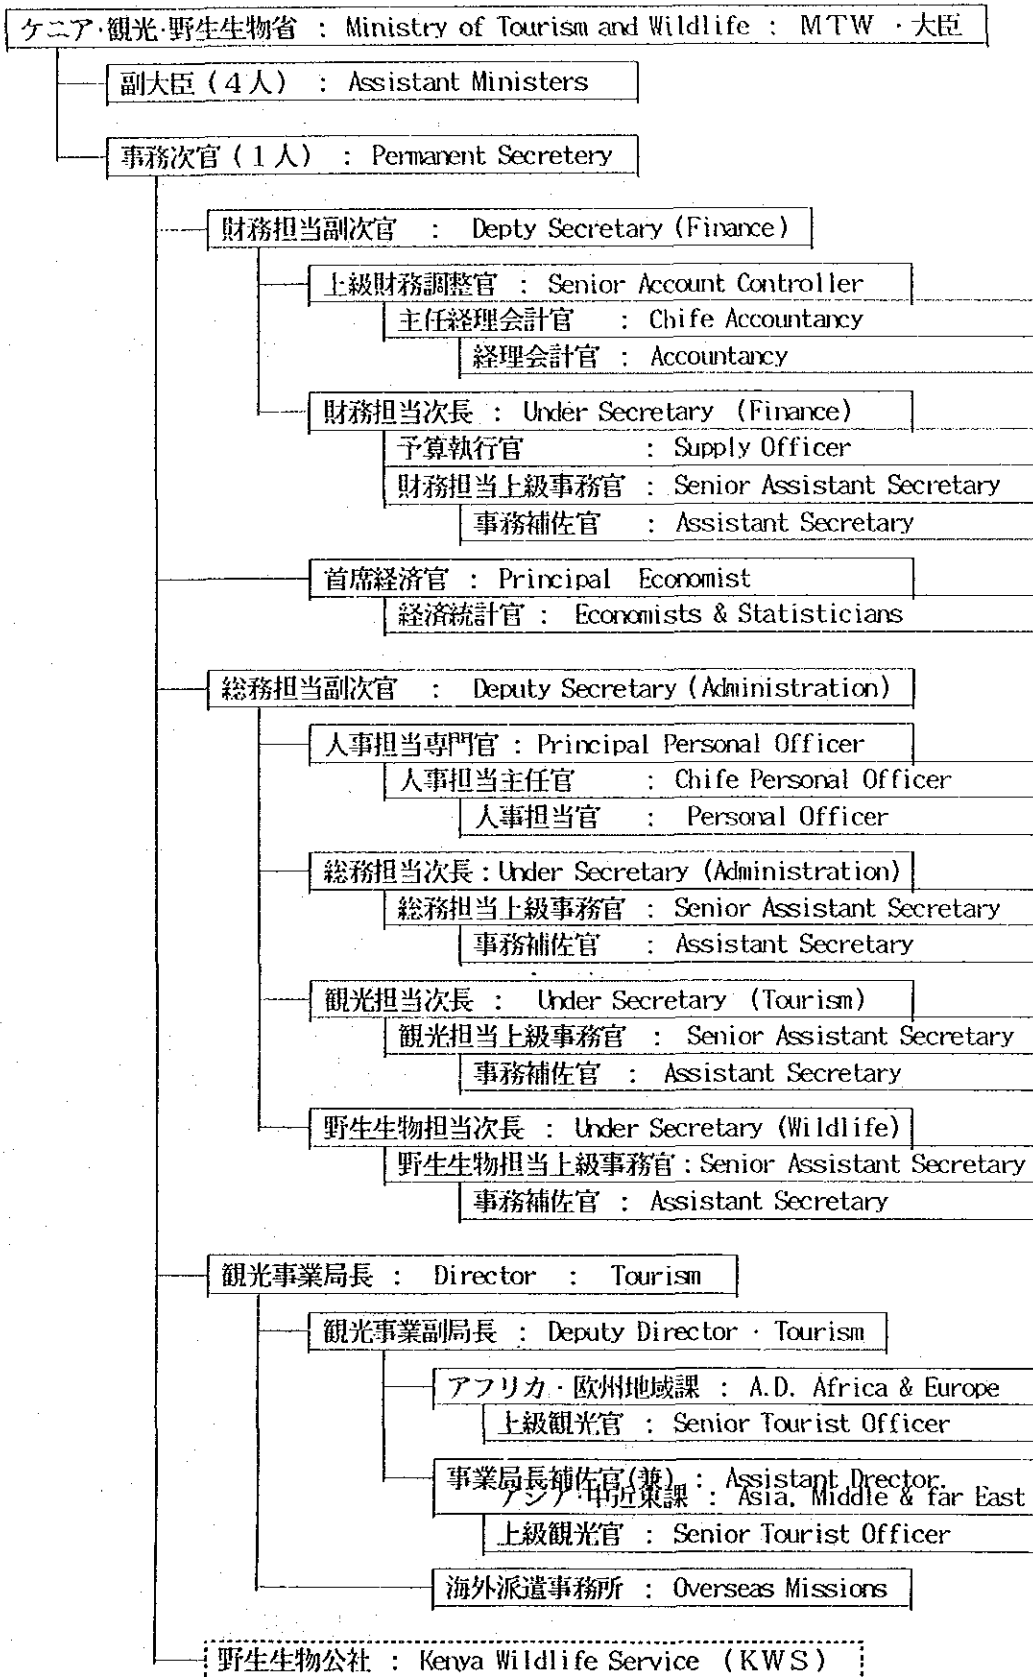 ケニア・観光・野生生物省 : Ministry of Tourism and Wildlife : MTW ・大臣
副大臣(4人) : Assistant Ministers
事務次官(1人) : Permanent Secretery
財務担当副次官 : Depty Secretary (Finance)
上級財務調整官 : Senior Account Controller
主任経理会計官 : Chife Accountancy
経理会計官 : Accountancy
財務担当次長 : Under Secretary (Finance)
予算執行官 : Supply Officer
財務担当上級事務官 : Senior Assistant Secretary
事務補佐官 : Assistant Secretary
首席経済官 : Principal Economist
経済統計官 : Economists & Statisticians
総務担当副次官 : Deputy Secretary (Administration)
人事担当専門官 : Principal Personal Officer
人事担当主任官 : Chife Personal Officer
人事担当官 : Personal Officer
総務担当次長 : Under Secretary (Administration)
総務担当上級事務官 : Senior Assistant Secretary
事務補佐官 : Assistant Secretary
観光担当次長 : Under Secretary (Tourism)
観光担当上級事務官 : Senior Assistant Secretary
事務補佐官 : Assistant Secretary
野生生物担当次長 : Under Secretary (Wildlife)
野生生物担当上級事務官 : Senior Assistant Secretary
事務補佐官 : Assistant Secretary
観光事業局長 : Director : Tourism
観光事業副局長 : Deputy Director・Tourism
アフリカ・欧州地域課 : A.D. Africa & Europe
上級観光官 : Senior Tourist Officer
事業局長補佐官(兼) : Assistant Drector.
アジア・中近東課 : Asia, Middle & far East
上級観光官 : Senior Tourist Officer
海外派遣事務所 : Overseas Missions
野生生物公社 : Kenya Wildlife Service (KWS)